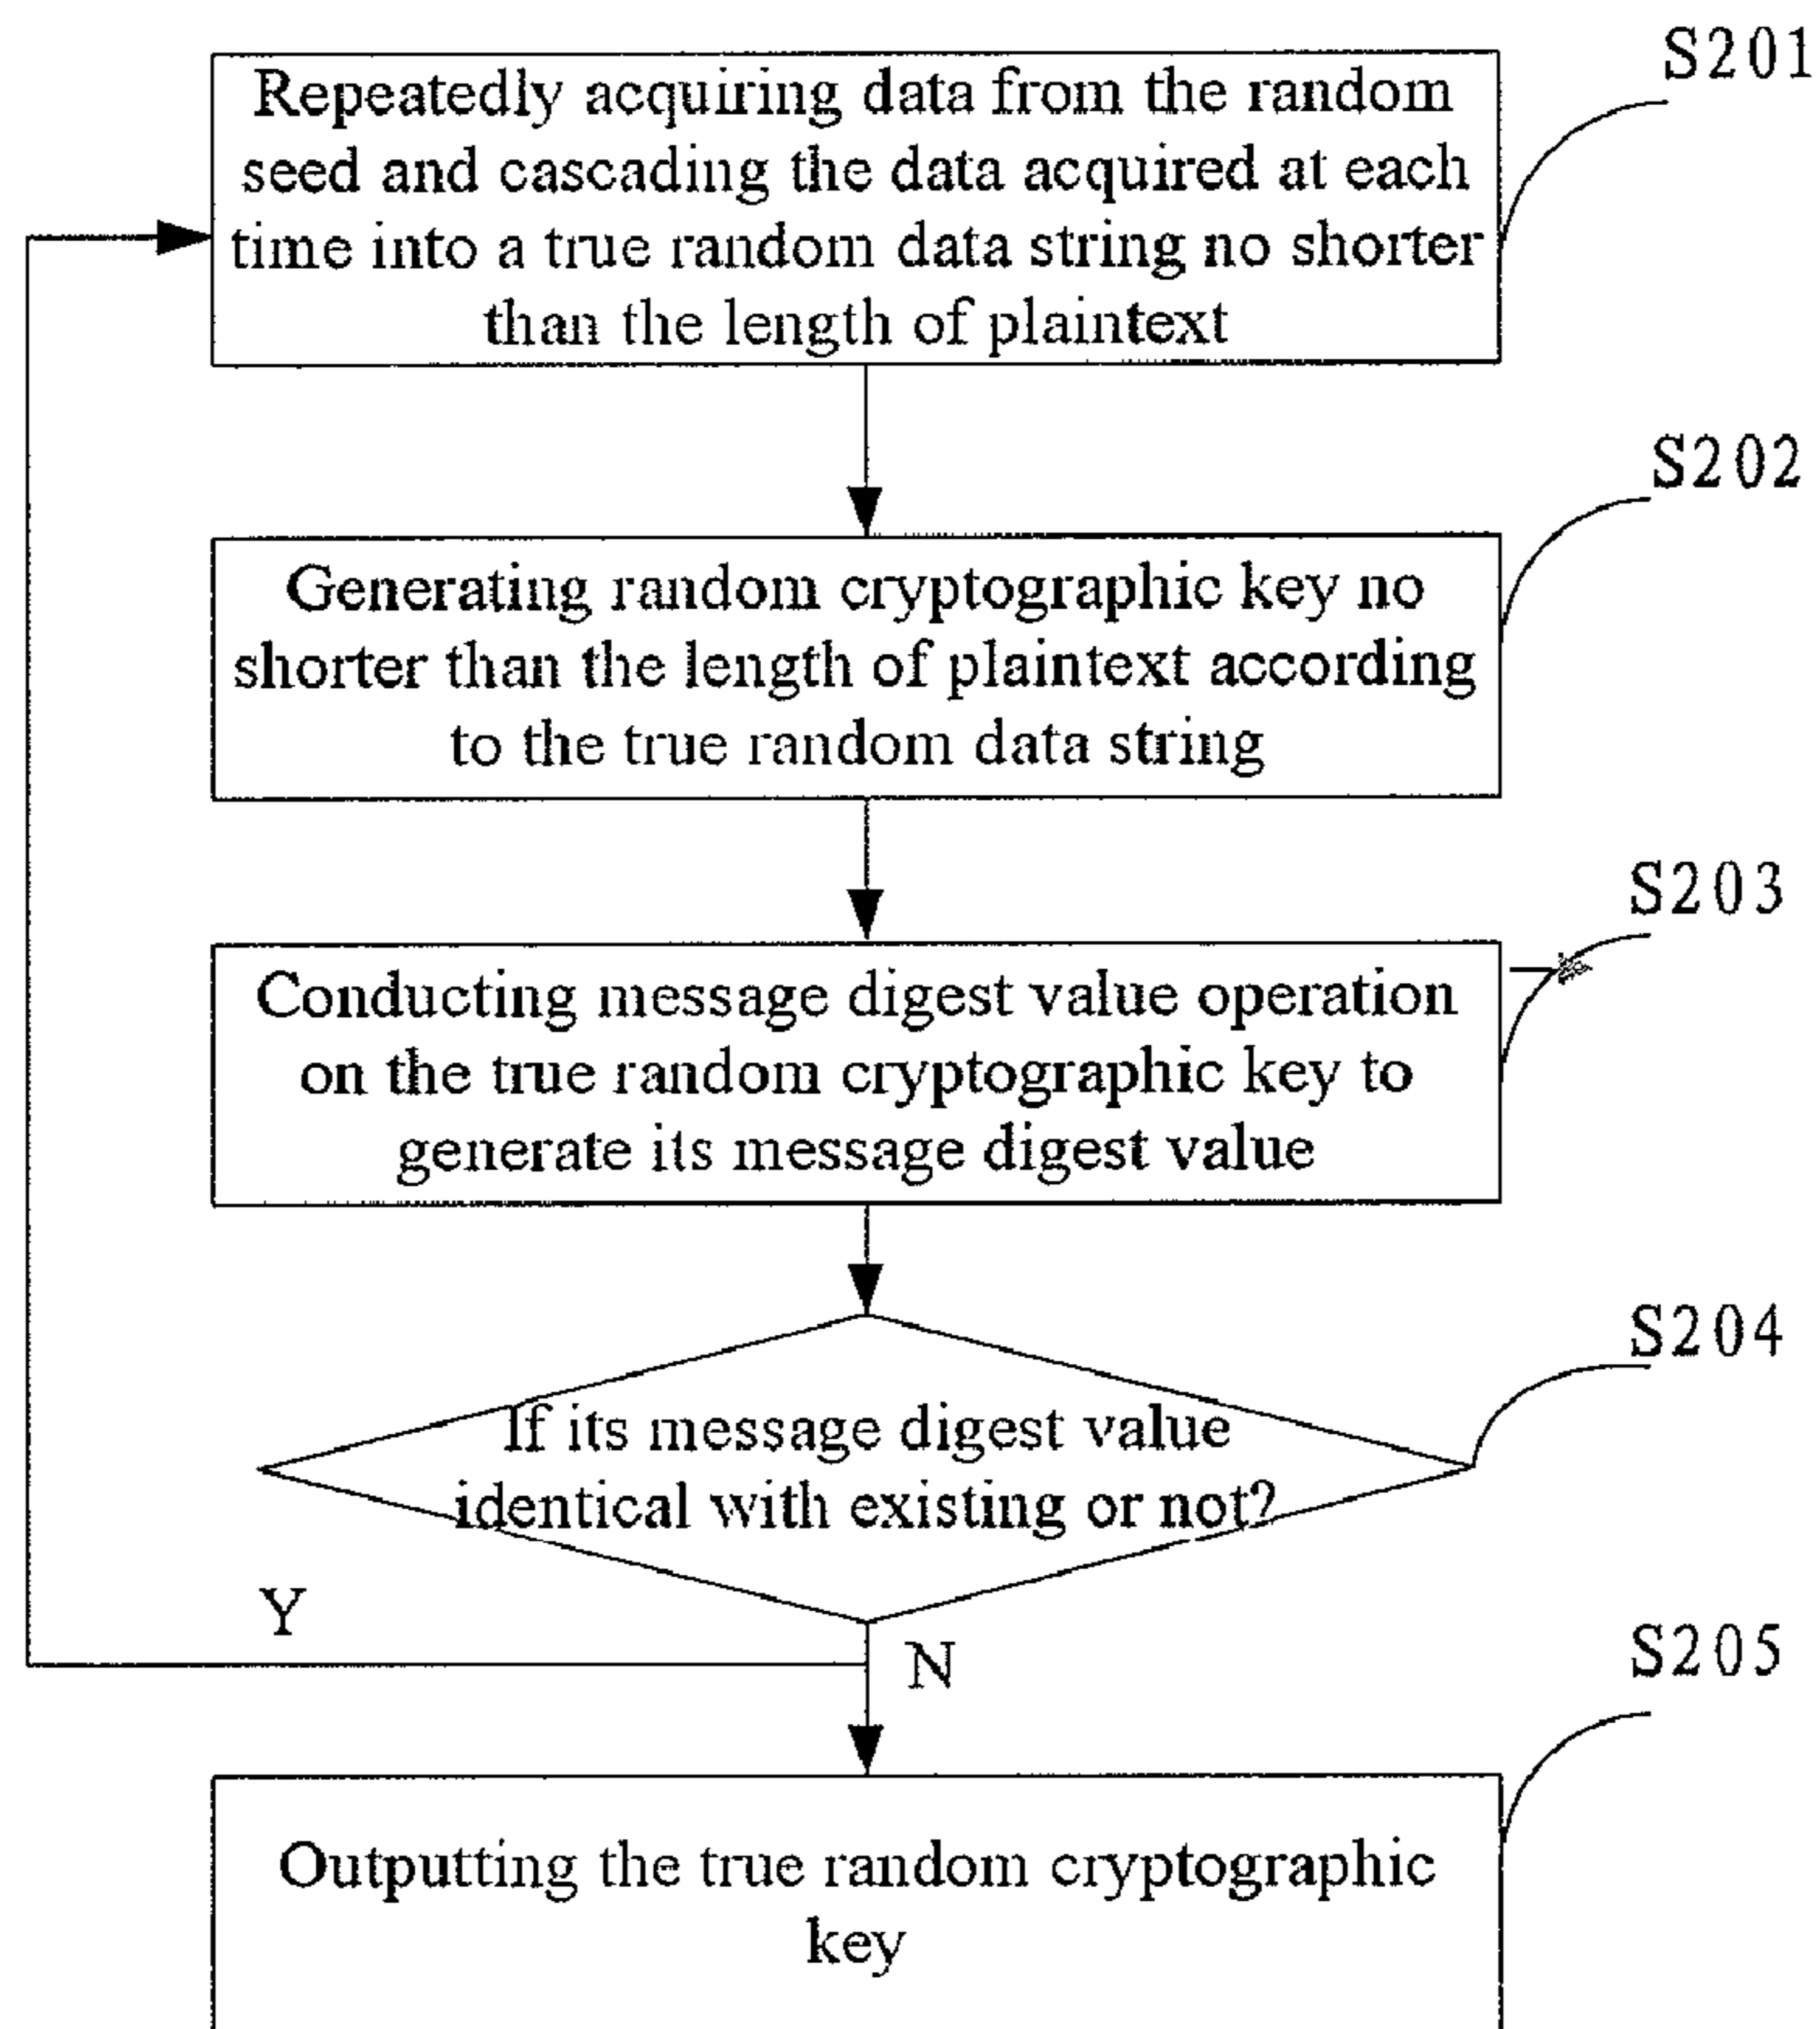 S201
Repeatedly acquiring data from the random
seed and cascading the data acquired at each
time into a true random data string no shorter
than the length of plaintext
S202
Generating random cryptographic key no
shorter than the length of plaintext according
to the true random data string
S203
Conducting message digest value operation
on the true random cryptographic key to
generate its message digest value
S204
If its message digest value
identical with existing or not?
Y
N
S205
Outputting the true random cryptographic
key